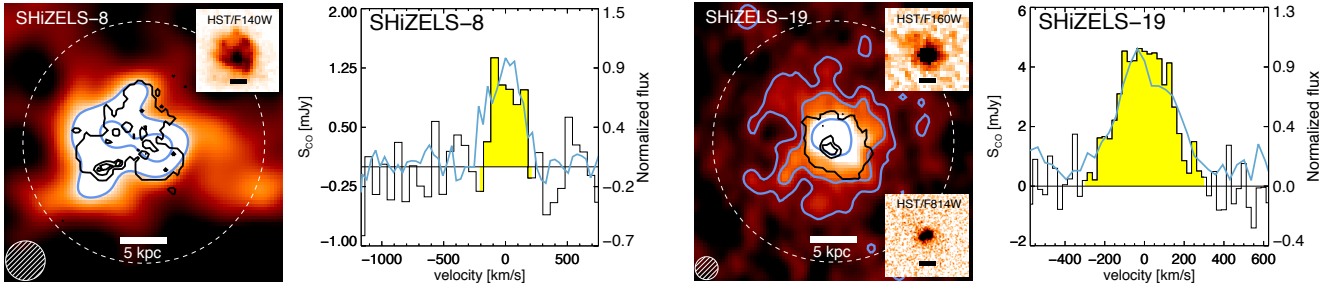 SHiZELS−8
HST/F140W
5 kpc
SHiZELS−8
2.00
1.25
0.50
−0.25
−1.00
S_CO [mJy]
1.5
0.9
0.4
−0.2
−0.7
Normalized flux
−1000
−500
0
500
velocity [km/s]
SHiZELS−19
HST/F160W
HST/F814W
5 kpc
SHiZELS−19
6
4
2
0
−2
S_CO [mJy]
1.3
0.8
0.4
0.0
−0.4
Normalized flux
−400
−200
0
200
400
600
velocity [km/s]